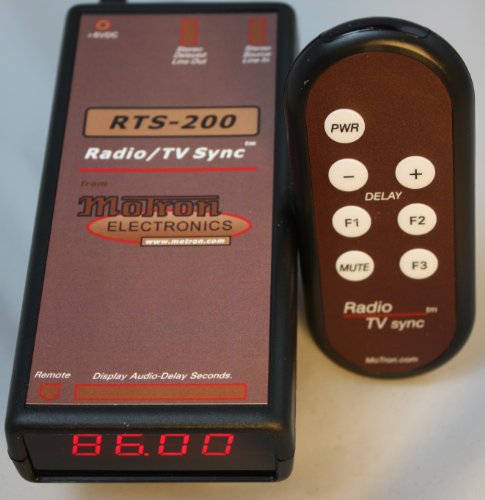 +6VDC
Stereo
Delayed
Line-Out
Stereo
Source
Line-In
RTS-200
Radio/TV Sync tm
from
MoTron
ELECTRONICS
www.motron.com
Remote
Display Audio-Delay Seconds.
86.00
PWR
− +
DELAY
F1 F2
MUTE F3
Radio tm
TV sync
MoTron.com